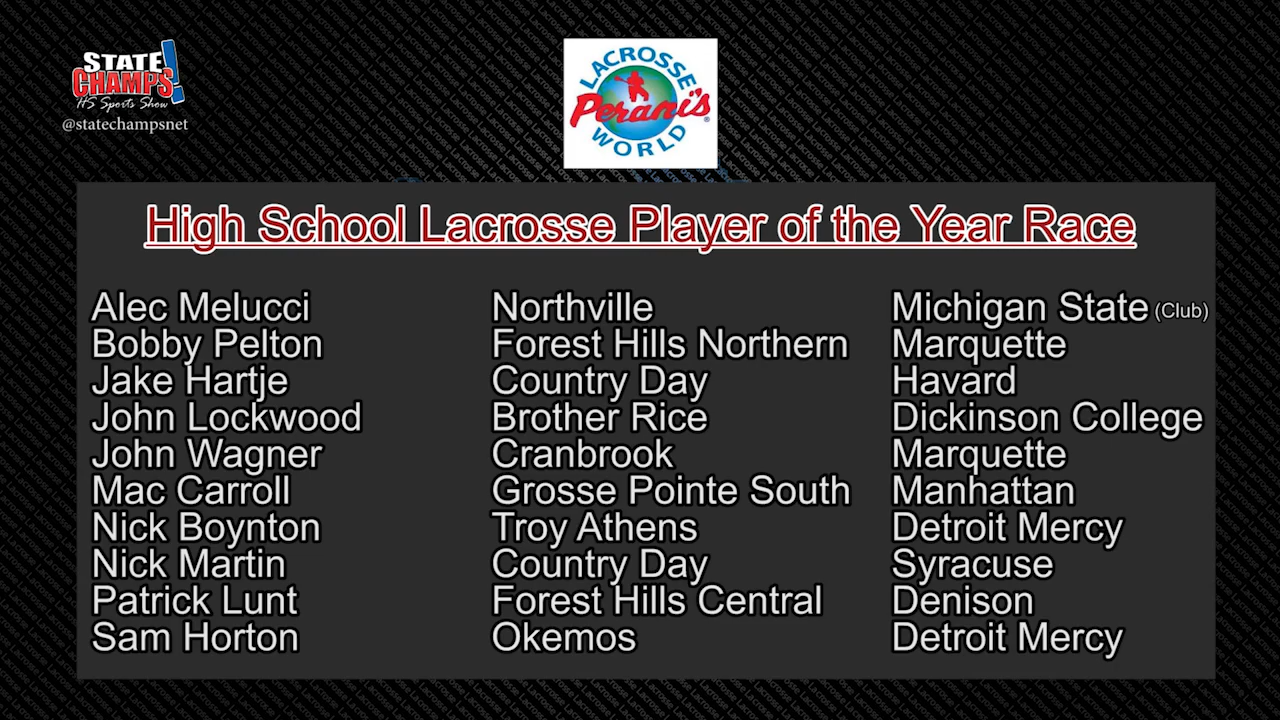 STATE
CHAMPS!
HS Sports Show
@statechampsnet
LACROSSE
Perani's
WORLD
High School Lacrosse Player of the Year Race
Alec Melucci Northville Michigan State (Club)
Bobby Pelton Forest Hills Northern Marquette
Jake Hartje Country Day Havard
John Lockwood Brother Rice Dickinson College
John Wagner Cranbrook Marquette
Mac Carroll Grosse Pointe South Manhattan
Nick Boynton Troy Athens Detroit Mercy
Nick Martin Country Day Syracuse
Patrick Lunt Forest Hills Central Denison
Sam Horton Okemos Detroit Mercy